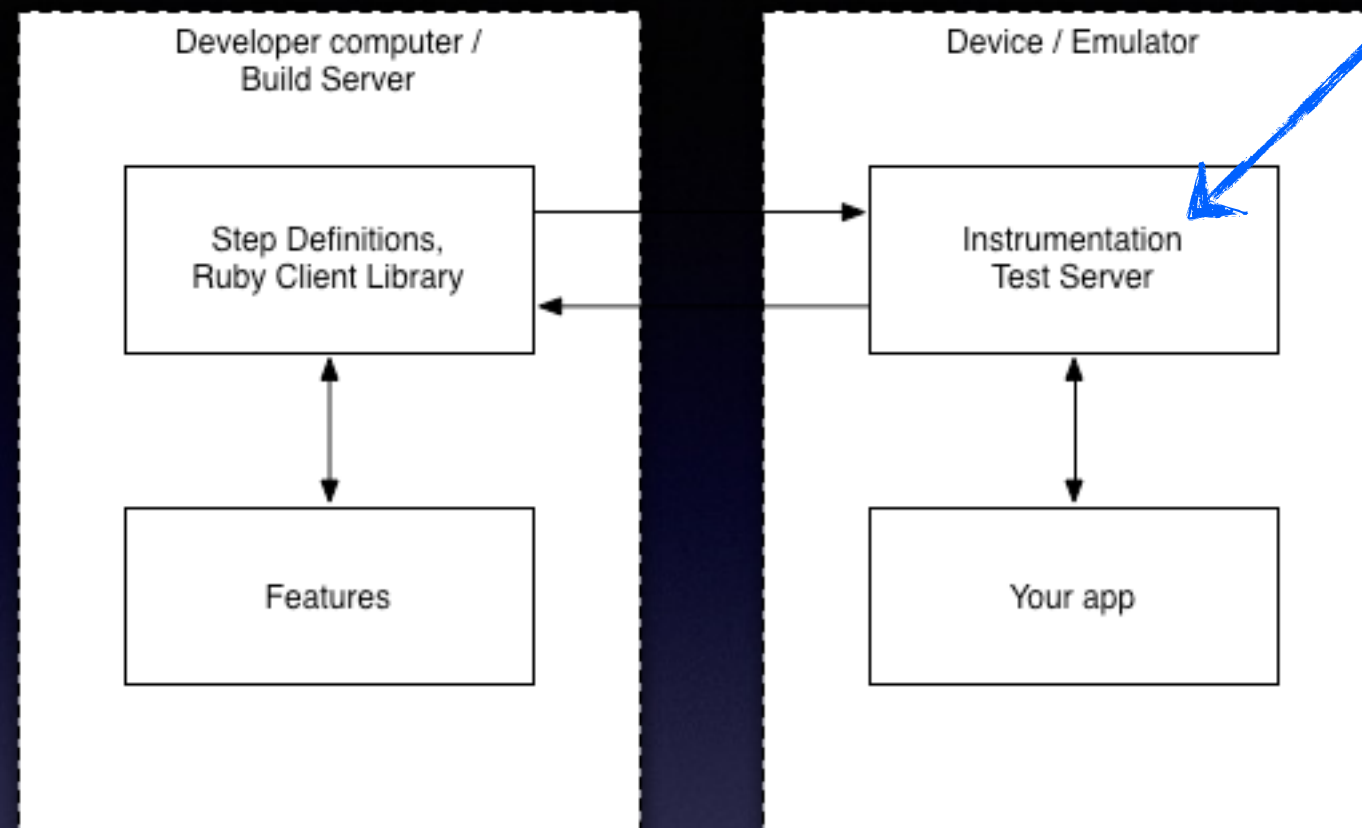 Developer computer /
Build Server
Step Definitions,
Ruby Client Library
Features
Device / Emulator
Instrumentation
Test Server
Your app